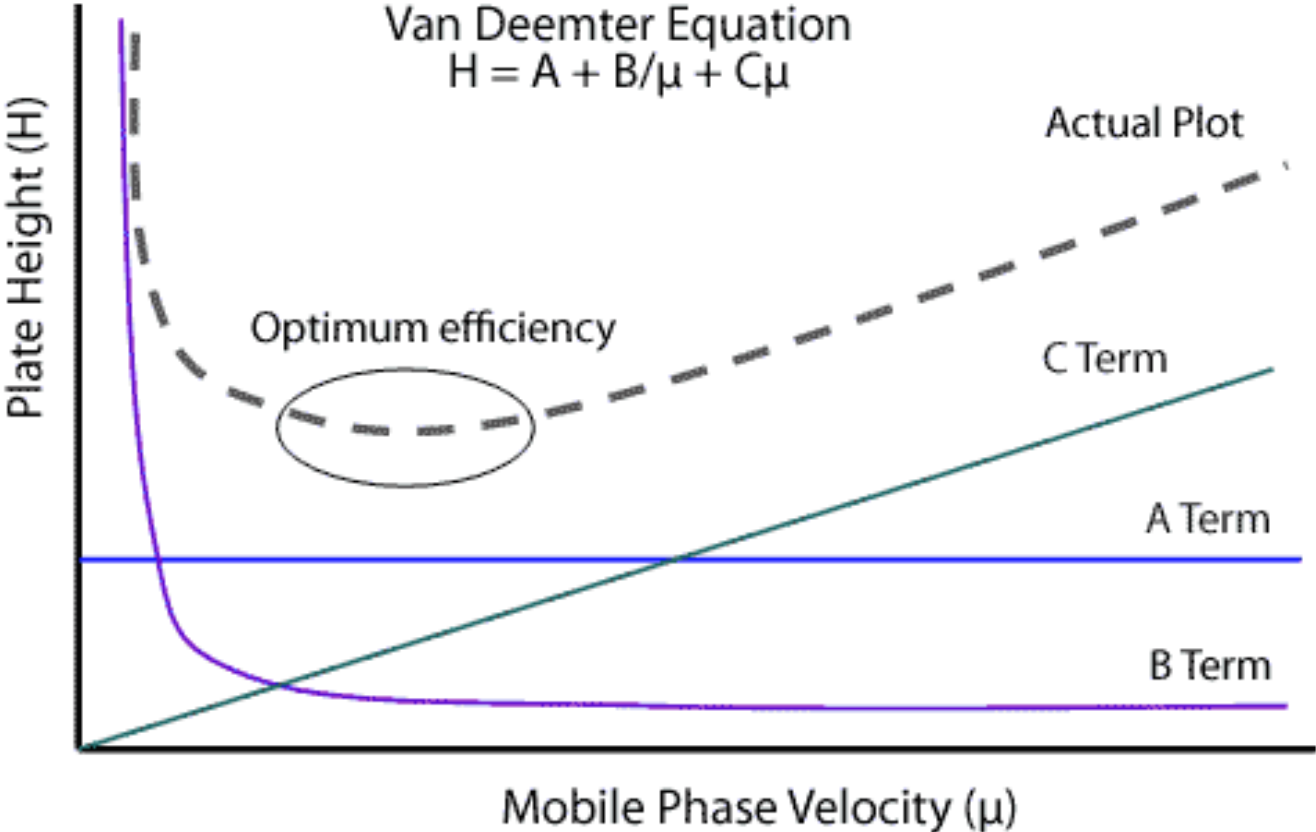 Van Deemter Equation
H = A + B/μ + Cμ
Plate Height (H)
Actual Plot
Optimum efficiency
C Term
A Term
B Term
Mobile Phase Velocity (μ)